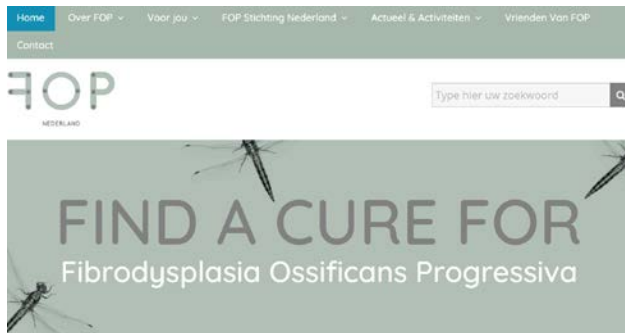 Home Over FOP Voor jou FOP Stichting Nederland Actueel & Activiteiten Vrienden Van FOP
Contact
FOP
NEDERLAND
Type hier uw zoekwoord
FIND A CURE FOR
Fibrodysplasia Ossificans Progressiva